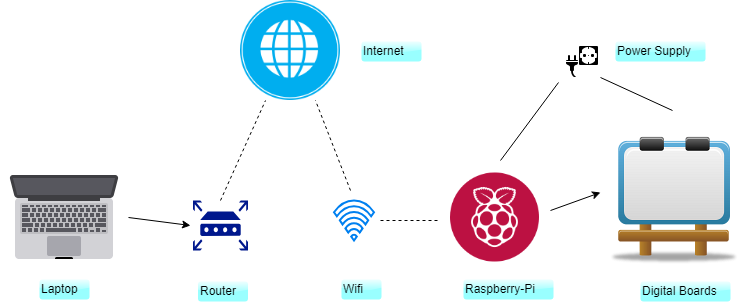 Internet
Power Supply
Laptop
Router
Wifi
Raspberry-Pi
Digital Boards